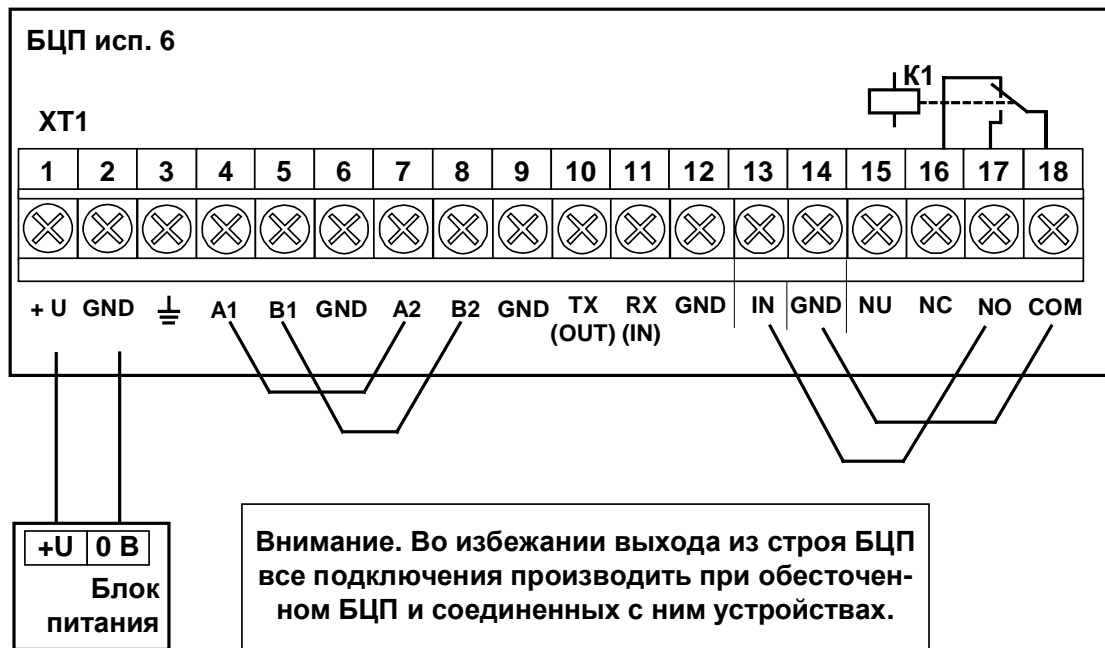 БЦП исп. 6
К1
XT1
1 2 3 4 5 6 7 8 9 10 11 12 13 14 15 16 17 18
+ U GND A1 B1 GND A2 B2 GND TX RX GND IN GND NU NC NO COM
(OUT) (IN)
+U 0 В
Блок
питания
Внимание. Во избежании выхода из строя БЦП
все подключения производить при обесточен-
ном БЦП и соединенных с ним устройствах.